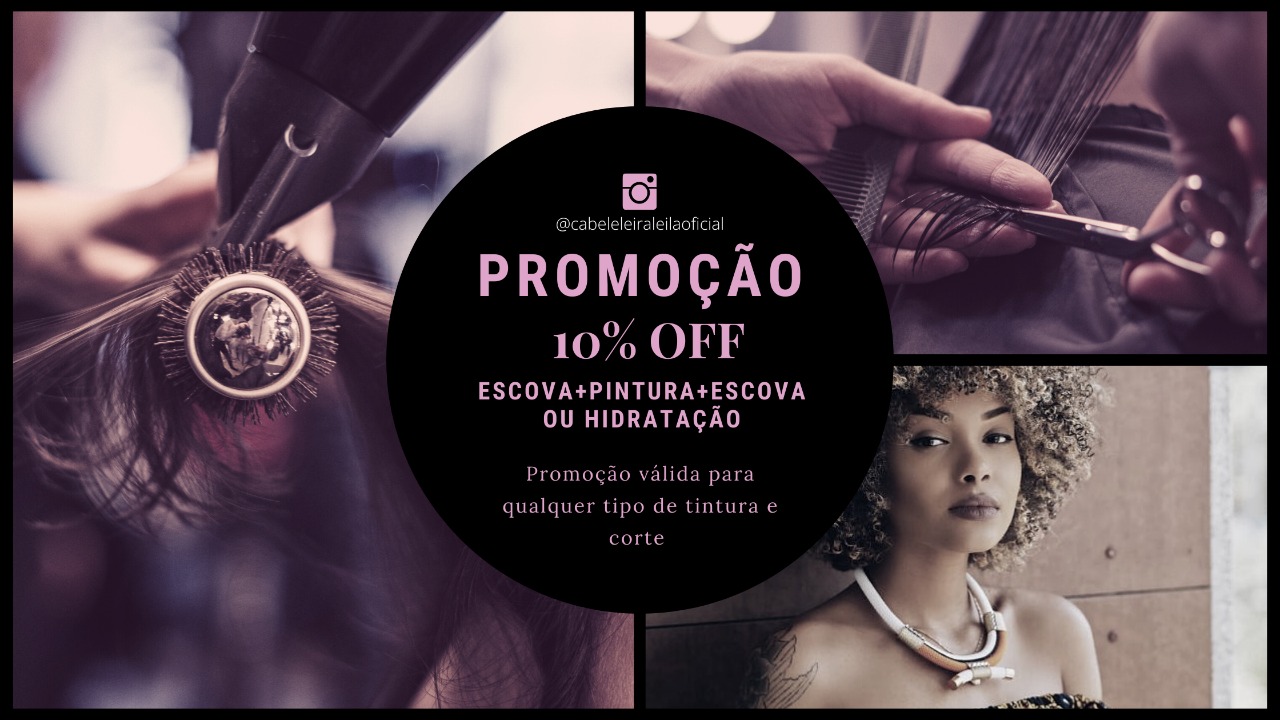 @cabeleleiraleilaoficial
PROMOÇÃO
10% OFF
ESCOVA+PINTURA+ESCOVA
OU HIDRATAÇÃO
Promoção válida para
qualquer tipo de tintura e
corte